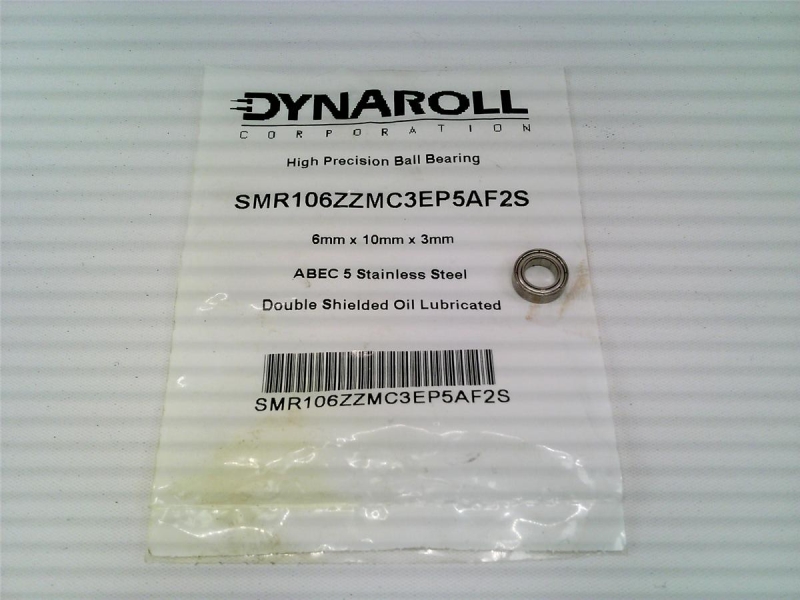 DYNAROLL
CORPORATION
High Precision Ball Bearing
SMR106ZZMC3EP5AF2S
6mm x 10mm x 3mm
ABEC 5 Stainless Steel
Double Shielded Oil Lubricated
SMR106ZZMC3EP5AF2S